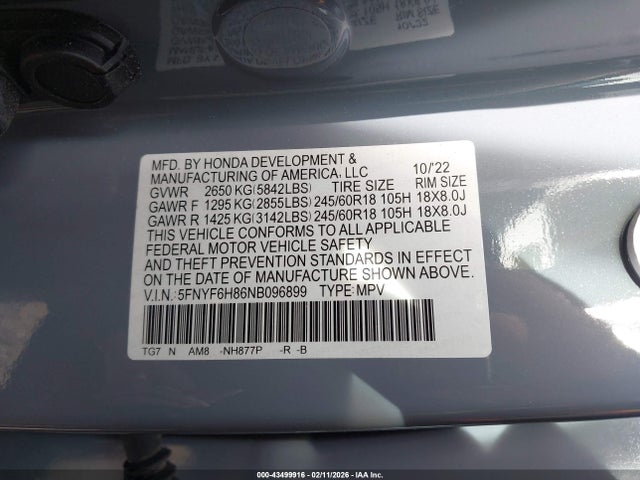 MFD. BY HONDA DEVELOPMENT &
MANUFACTURING OF AMERICA, LLC 10/'22
GVWR 2650 KG (5842LBS) TIRE SIZE RIM SIZE
GAWR F 1295 KG (2855LBS) 245/60R18 105H 18X8.0J
GAWR R 1425 KG (3142LBS) 245/60R18 105H 18X8.0J
THIS VEHICLE CONFORMS TO ALL APPLICABLE
FEDERAL MOTOR VEHICLE SAFETY
AND THEFT PREVENTION STANDARDS IN EFFECT
ON THE DATE OF MANUFACTURE SHOWN ABOVE.
V.I.N.: 5FNYF6H86NB096899 TYPE: MPV
TG7 N AM8 -NH877P -R -B
000-43499916 - 02/11/2026 - IAA Inc.